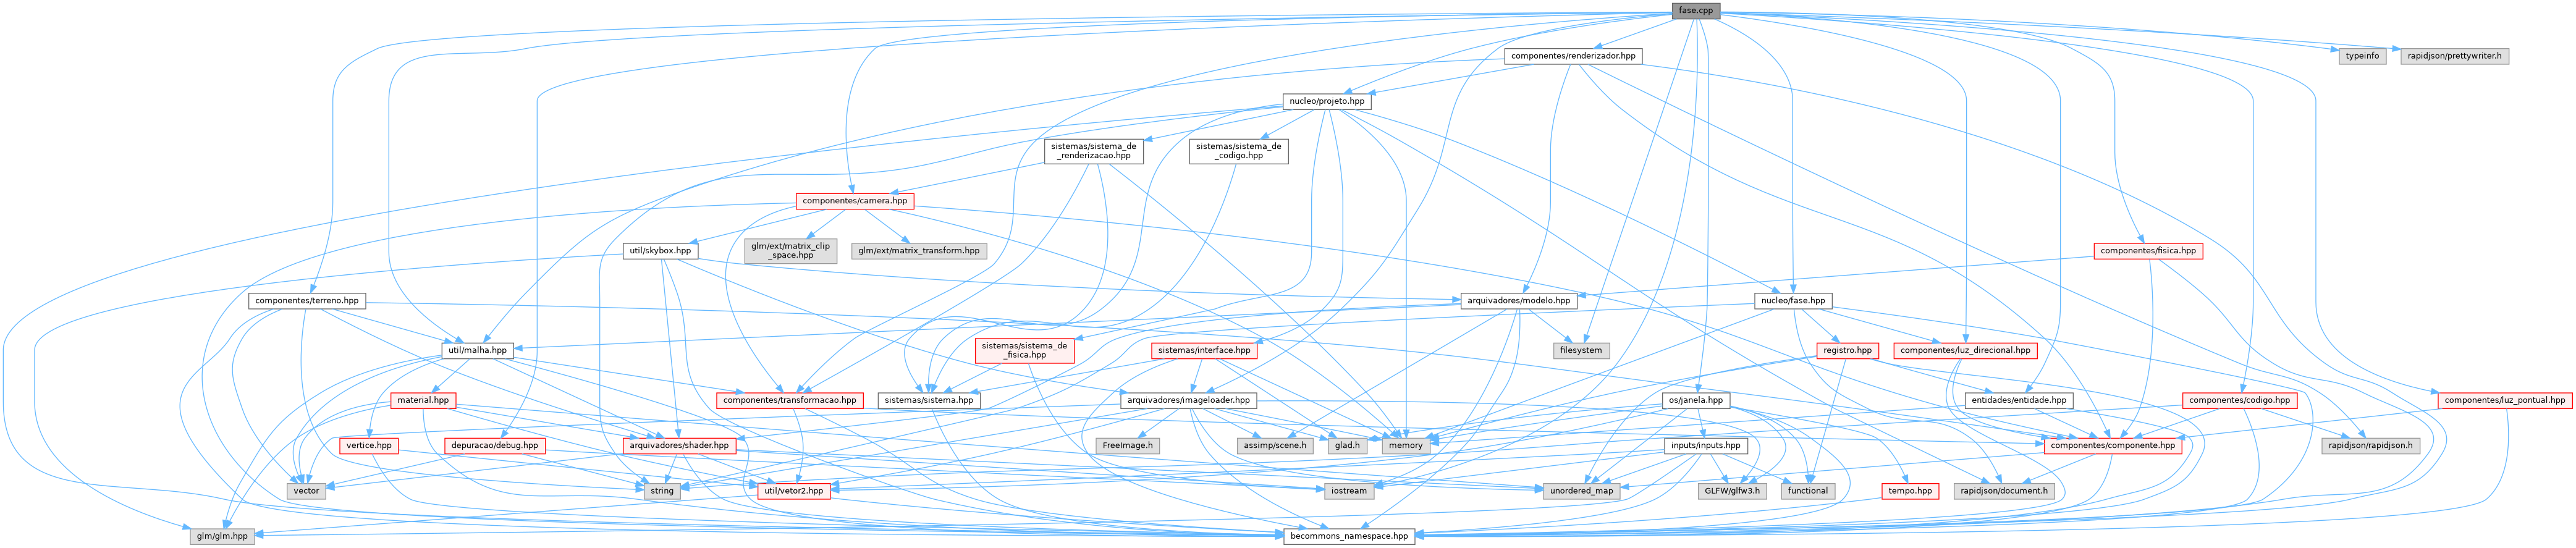 fase.cpp
componentes/renderizador.hpp
typeinfo
rapidjson/prettywriter.h
nucleo/projeto.hpp
sistemas/sistema_de
_renderizacao.hpp
sistemas/sistema_de
_codigo.hpp
componentes/camera.hpp
util/skybox.hpp
glm/ext/matrix_clip
_space.hpp
glm/ext/matrix_transform.hpp
componentes/fisica.hpp
componentes/terreno.hpp
arquivadores/modelo.hpp
nucleo/fase.hpp
util/malha.hpp
sistemas/sistema_de
_fisica.hpp
sistemas/interface.hpp
filesystem
registro.hpp
componentes/luz_direcional.hpp
material.hpp
componentes/transformacao.hpp
sistemas/sistema.hpp
arquivadores/imageloader.hpp
os/janela.hpp
entidades/entidade.hpp
componentes/codigo.hpp
componentes/luz_pontual.hpp
vertice.hpp
depuracao/debug.hpp
arquivadores/shader.hpp
FreeImage.h
assimp/scene.h
glad.h
memory
inputs/inputs.hpp
componentes/componente.hpp
rapidjson/rapidjson.h
vector
string
util/vetor2.hpp
iostream
unordered_map
GLFW/glfw3.h
functional
tempo.hpp
rapidjson/document.h
glm/glm.hpp
becommons_namespace.hpp